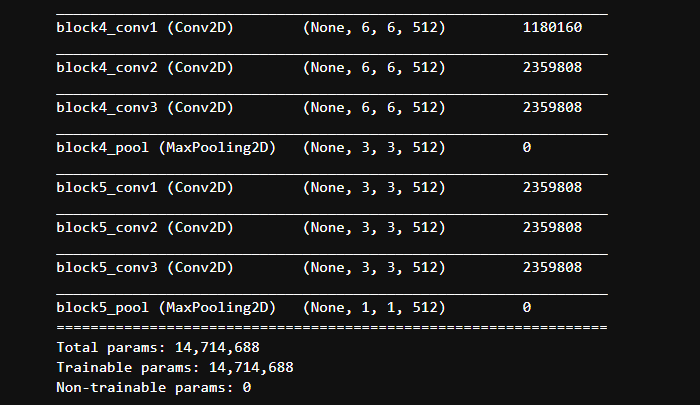 block4_conv1 (Conv2D) (None, 6, 6, 512) 1180160
block4_conv2 (Conv2D) (None, 6, 6, 512) 2359808
block4_conv3 (Conv2D) (None, 6, 6, 512) 2359808
block4_pool (MaxPooling2D) (None, 3, 3, 512) 0
block5_conv1 (Conv2D) (None, 3, 3, 512) 2359808
block5_conv2 (Conv2D) (None, 3, 3, 512) 2359808
block5_conv3 (Conv2D) (None, 3, 3, 512) 2359808
block5_pool (MaxPooling2D) (None, 1, 1, 512) 0
=================================================================
Total params: 14,714,688
Trainable params: 14,714,688
Non-trainable params: 0